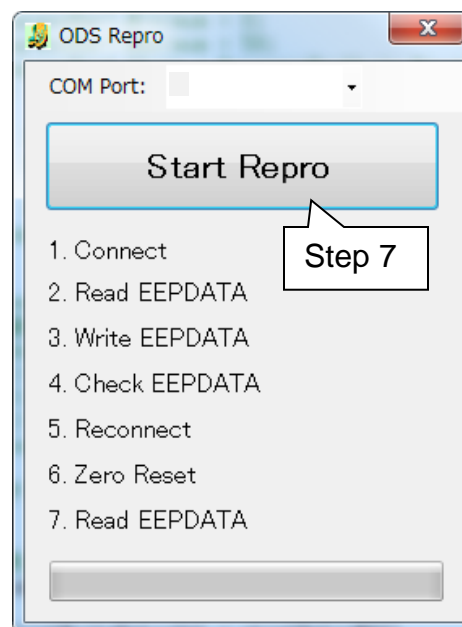 ODS Repro
COM Port:
Start Repro
Step 7
1. Connect
2. Read EEPDATA
3. Write EEPDATA
4. Check EEPDATA
5. Reconnect
6. Zero Reset
7. Read EEPDATA